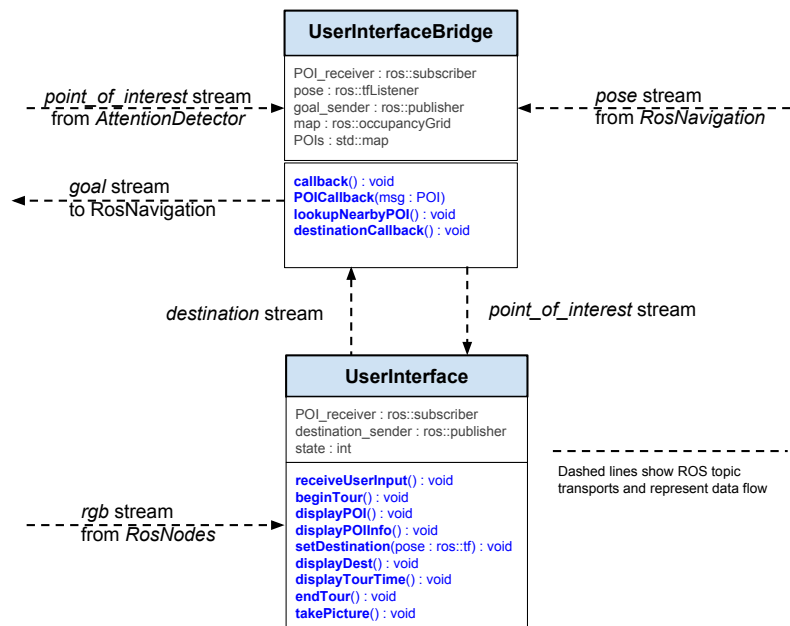 UserInterfaceBridge
POI_receiver : ros::subscriber
pose : ros::tfListener
goal_sender : ros::publisher
map : ros::occupancyGrid
POIs : std::map
point_of_interest stream
from AttentionDetector
pose stream
from RosNavigation
callback() : void
POICallback(msg : POI)
lookupNearbyPOI() : void
destinationCallback() : void
goal stream
to RosNavigation
destination stream
point_of_interest stream
UserInterface
POI_receiver : ros::subscriber
destination_sender : ros::publisher
state : int
receiveUserInput() : void
beginTour() : void
displayPOI() : void
displayPOIInfo() : void
setDestination(pose : ros::tf) : void
displayDest() : void
displayTourTime() : void
endTour() : void
takePicture() : void
rgb stream
from RosNodes
Dashed lines show ROS topic
transports and represent data flow